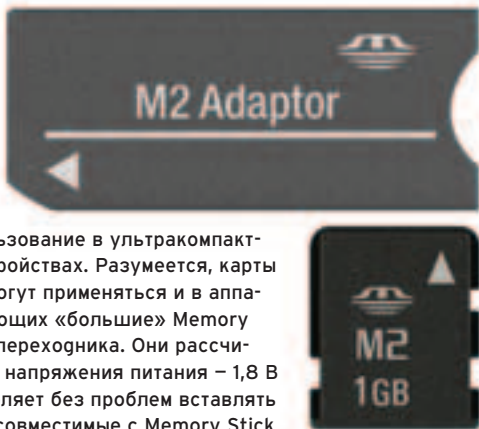 M2 Adaptor
ьзование в ультракомпакт-
ройствах. Разумеется, карты
огут применяться и в аппа-
ющих «большие» Memory
переходника. Они рассчи-
напряжения питания – 1,8 В
ляет без проблем вставлять
совместимые с Memory Stick
M2
1GB